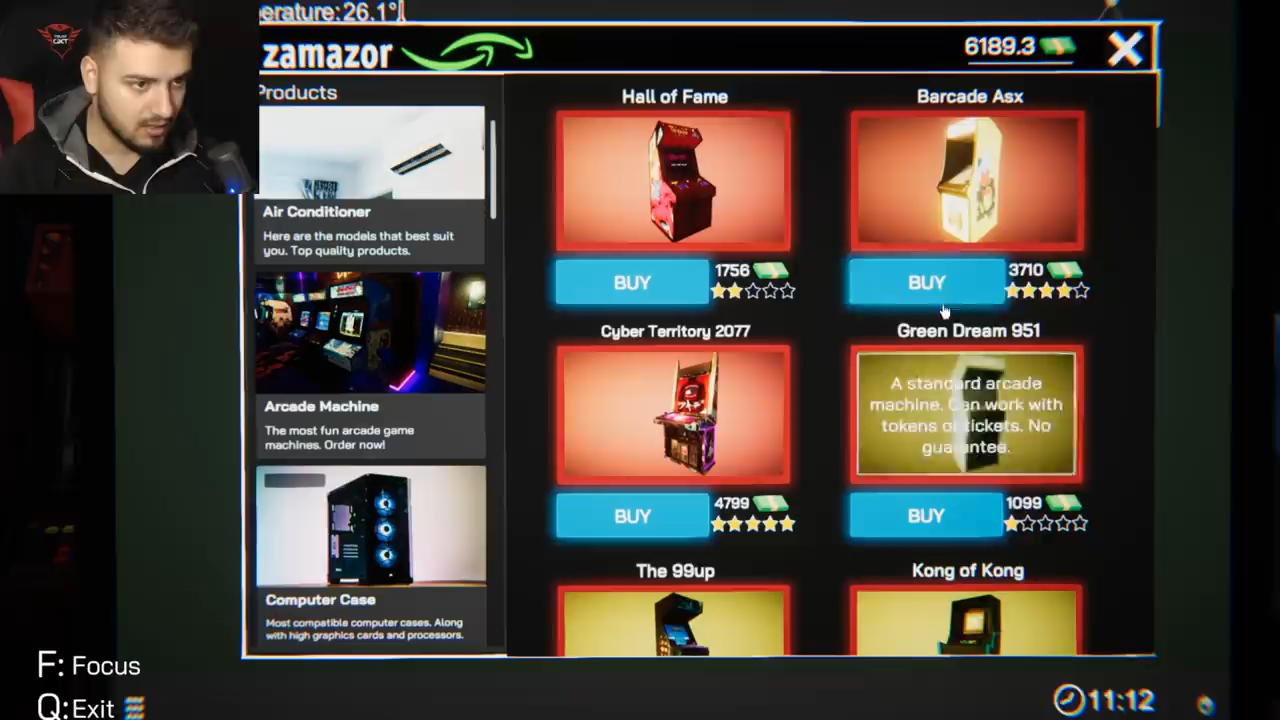 erature: 26.1°
zamazor
6189.3
Products
Air Conditioner
Here are the models that best suit
you. Top quality products.
Arcade Machine
The most fun arcade game
machines. Order now!
Computer Case
Most compatible computer cases. Along
with high graphics cards and processors.
Hall of Fame
BUY
1756
Barcade Asx
BUY
3710
Cyber Territory 2077
BUY
4799
Green Dream 951
A standard arcade
machine. Can work with
tokens or tickets. No
guarantee.
BUY
1099
The 99up
Kong of Kong
F: Focus
Q: Exit
11:12